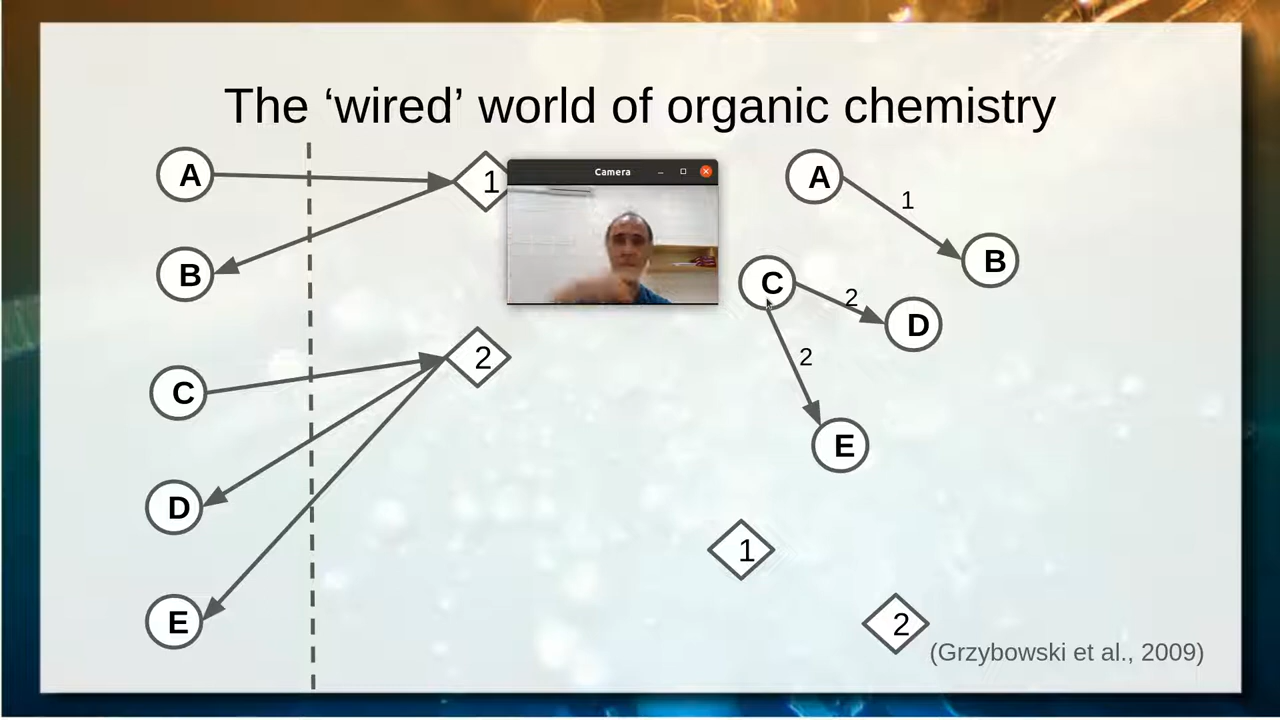 The ‘wired’ world of organic chemistry
A
1
B
C
2
D
E
Camera
A
1
B
C
2
D
2
E
1
2
(Grzybowski et al., 2009)